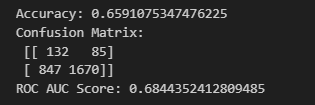 Accuracy: 0.6591075347476225
Confusion Matrix:
[[ 132   85]
[ 847 1670]]
ROC AUC Score: 0.6844352412809485